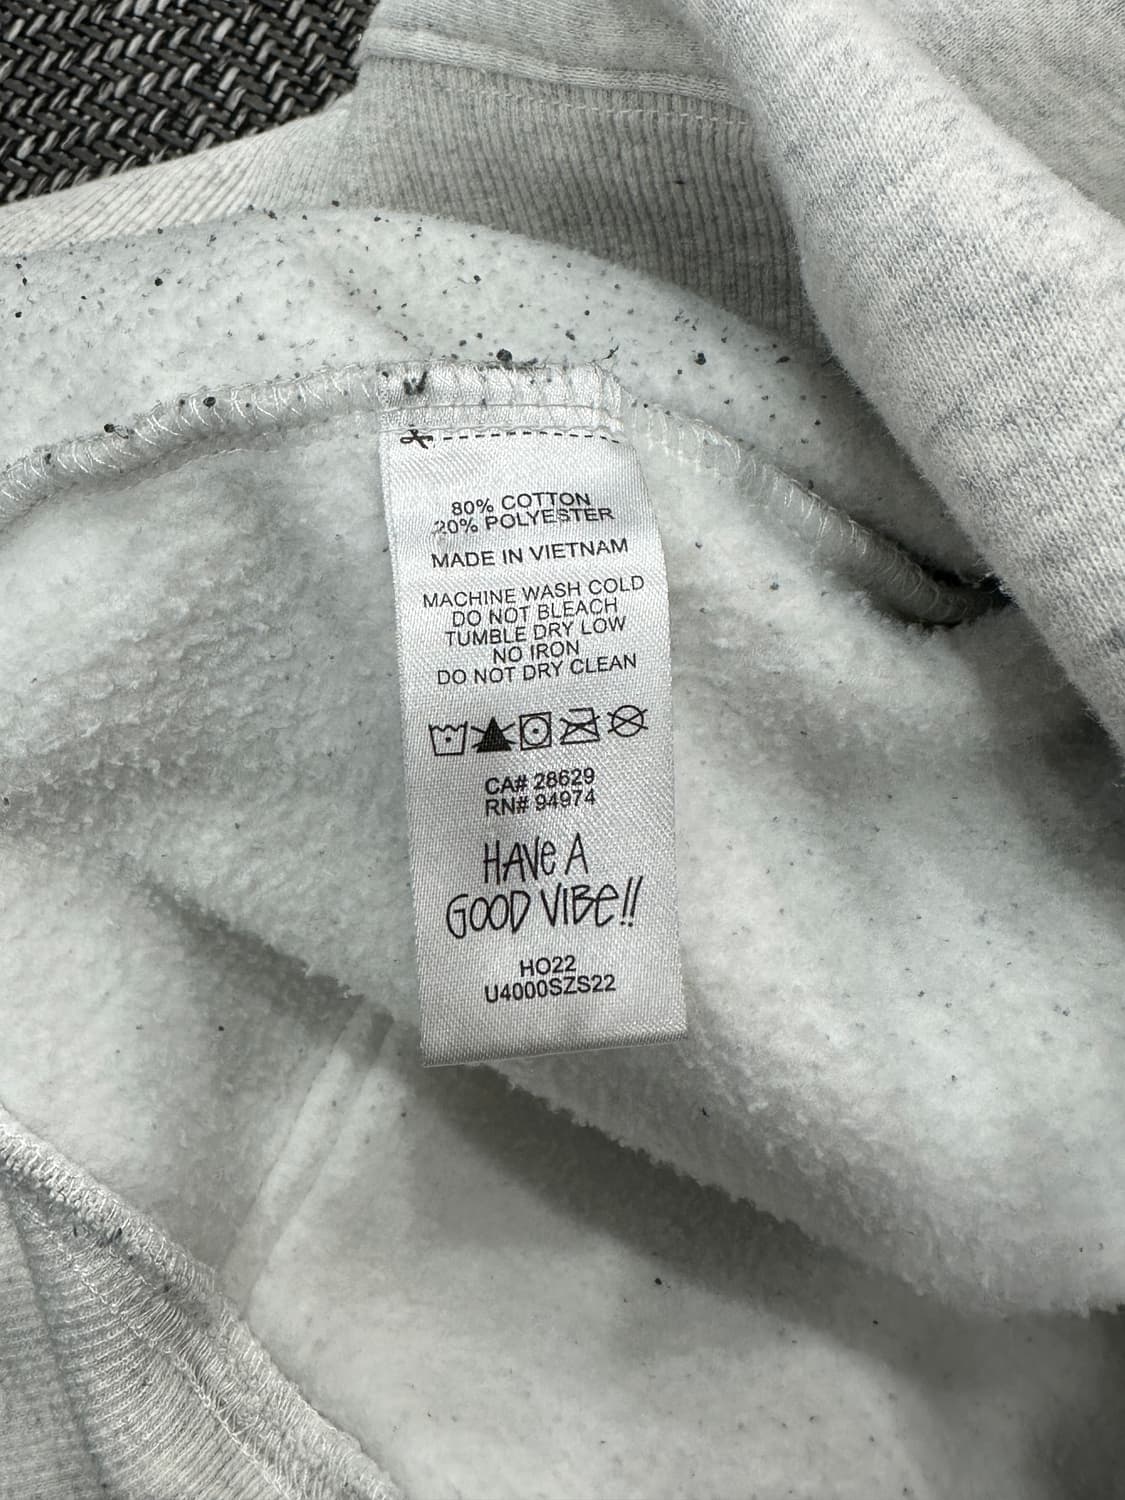 80% COTTON
20% POLYESTER
MADE IN VIETNAM
MACHINE WASH COLD
DO NOT BLEACH
TUMBLE DRY LOW
NO IRON
DO NOT DRY CLEAN
CA# 28629
RN# 94974
HAVe A
GOOD VIBe!!
HO22
U4000SZS22